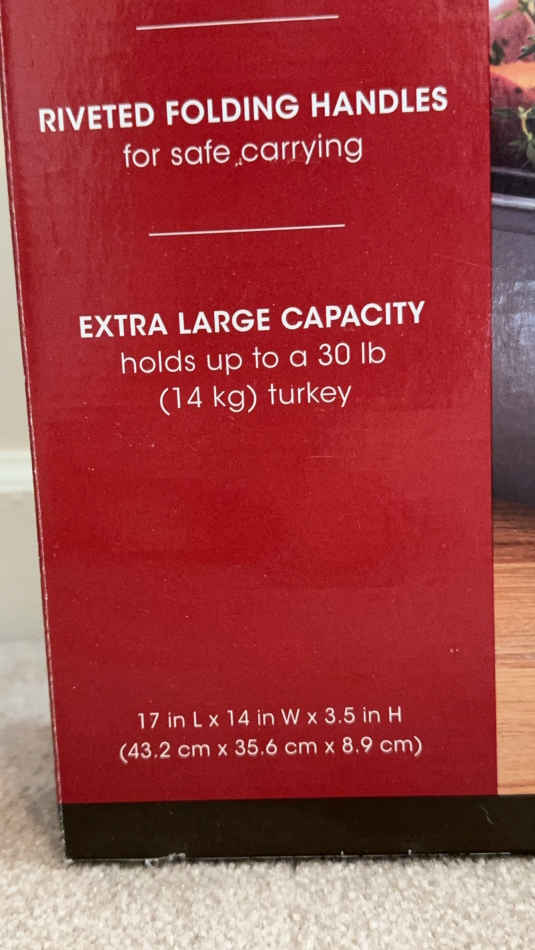 RIVETED FOLDING HANDLES
for safe carrying
EXTRA LARGE CAPACITY
holds up to a 30 lb
(14 kg) turkey
17 in L x 14 in W x 3.5 in H
(43.2 cm x 35.6 cm x 8.9 cm)